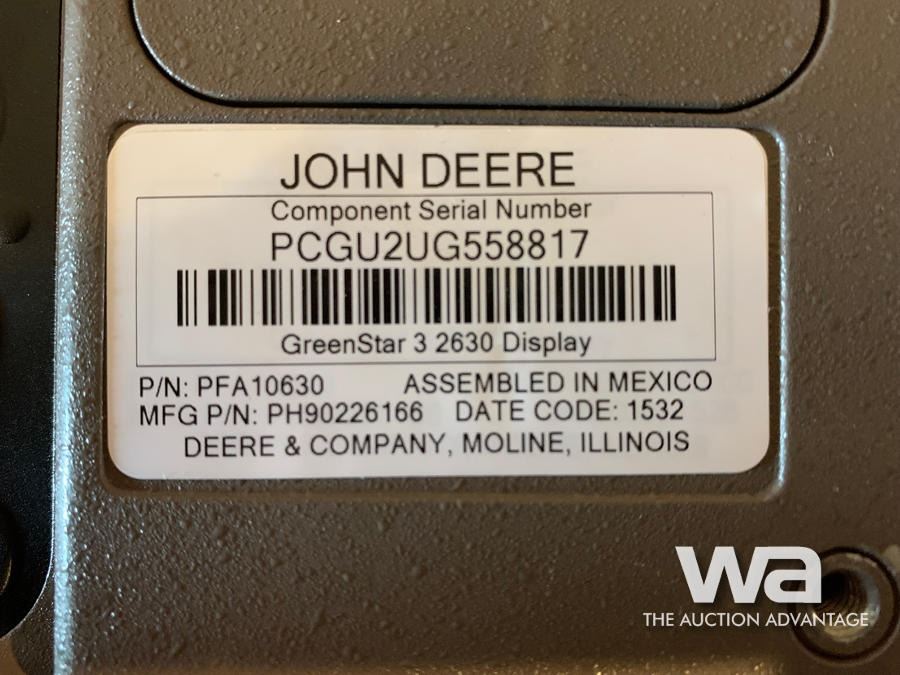 JOHN DEERE
Component Serial Number
PCGU2UG558817
GreenStar 3 2630 Display
P/N: PFA10630 ASSEMBLED IN MEXICO
MFG P/N: PH90226166 DATE CODE: 1532
DEERE & COMPANY, MOLINE, ILLINOIS
wa
THE AUCTION ADVANTAGE